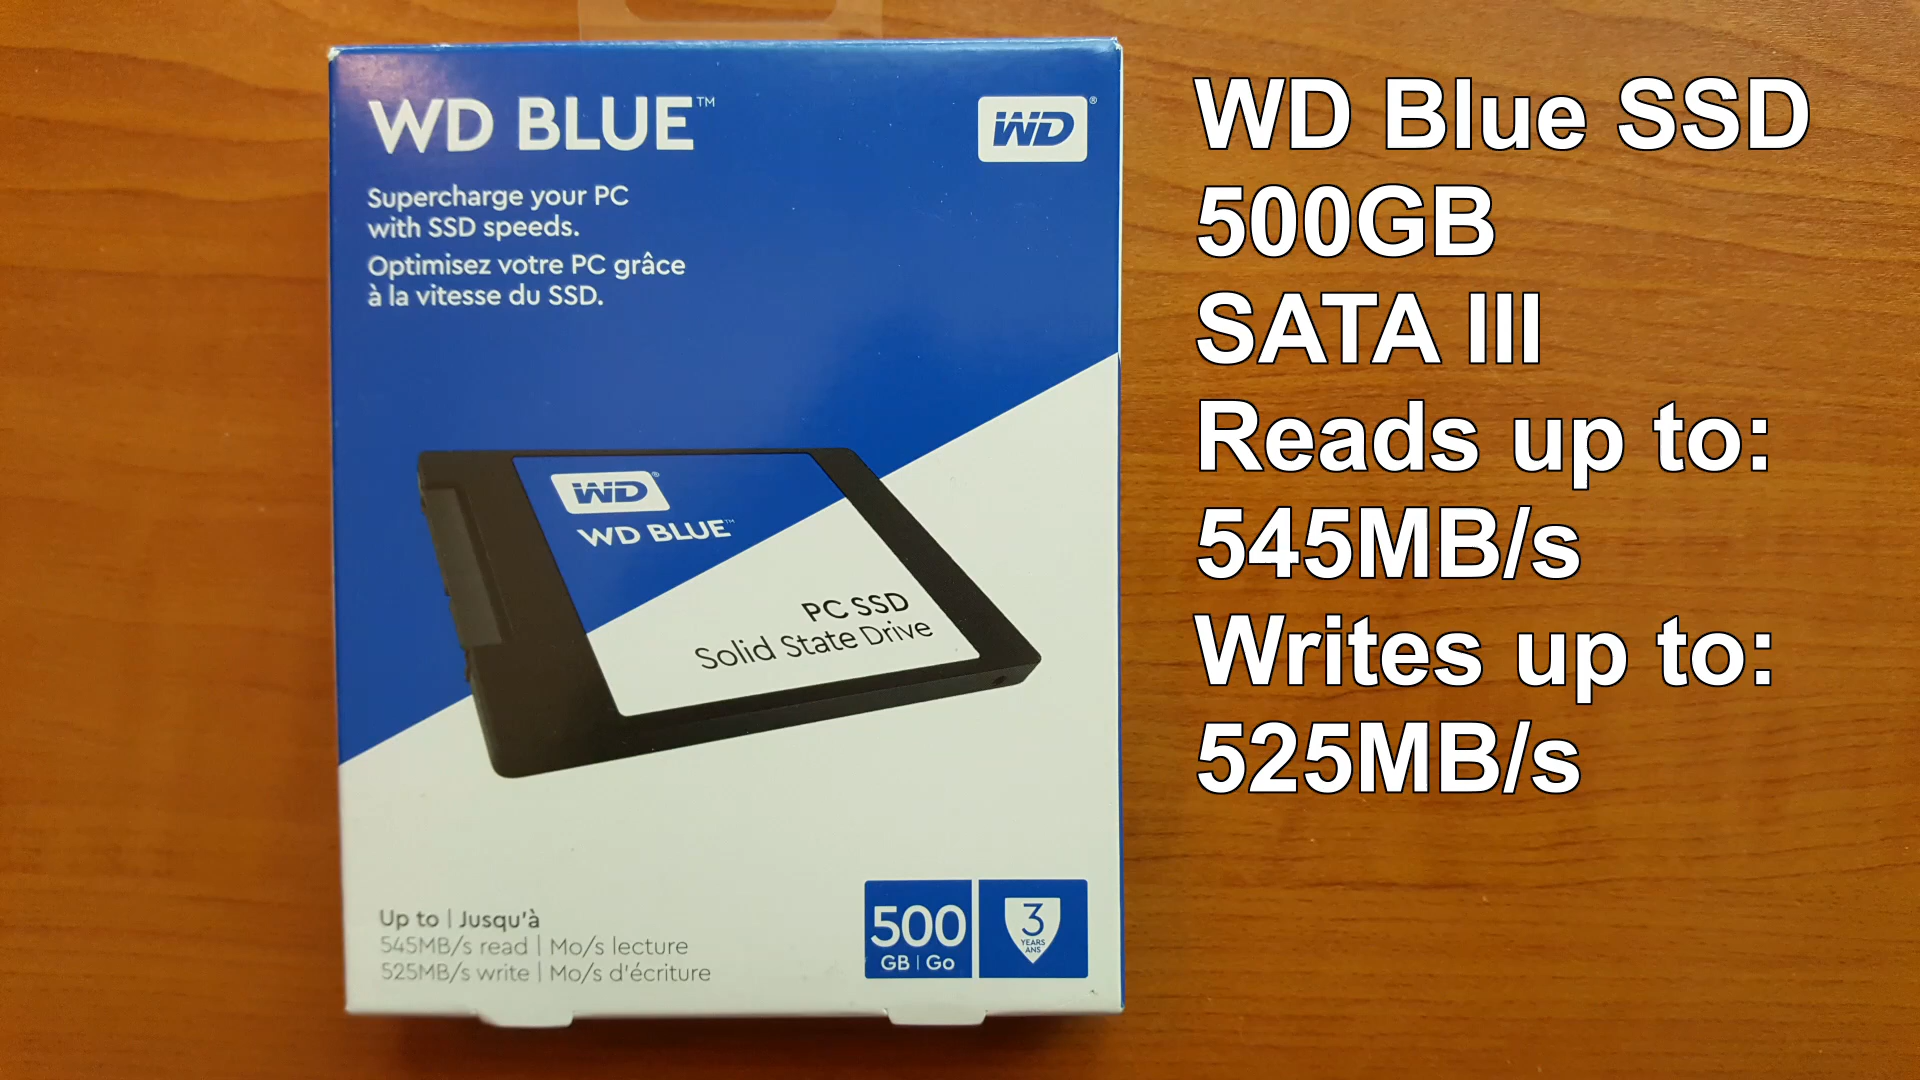 WD BLUE™
WD®
Supercharge your PC
with SSD speeds.
Optimisez votre PC grâce
à la vitesse du SSD.
WD®
WD BLUE™
PC SSD
Solid State Drive
Up to | Jusqu'à
545MB/s read | Mo/s lecture
525MB/s write | Mo/s d'écriture
500
GB | Go
3
YEARS
ANS
WD Blue SSD
500GB
SATA III
Reads up to:
545MB/s
Writes up to:
525MB/s